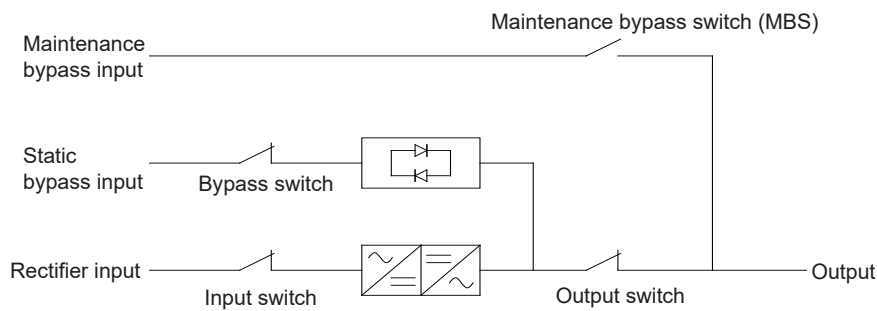 Maintenance bypass switch (MBS)
Maintenance
bypass input
Static
bypass input
Bypass switch
Rectifier input
Input switch
Output switch
Output